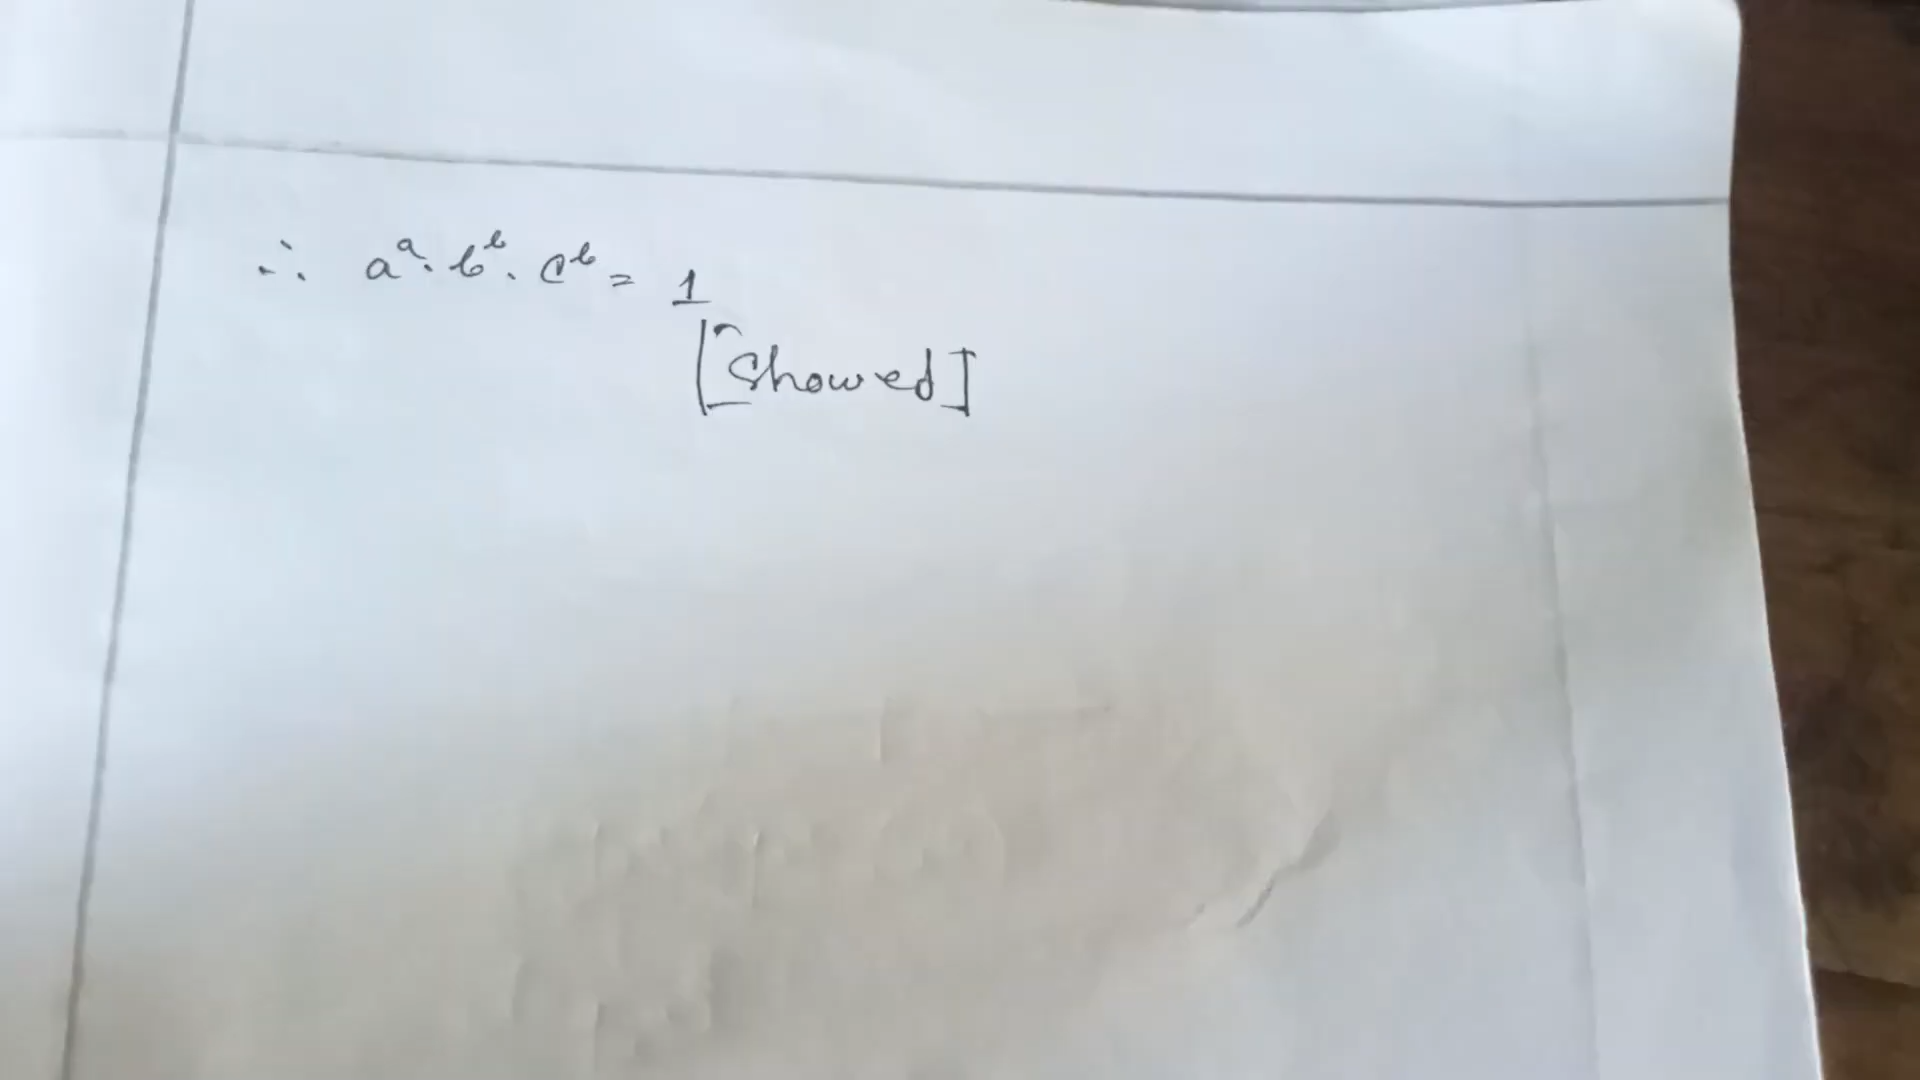 ∴ a^a. b^b. c^b = 1
[Showed]